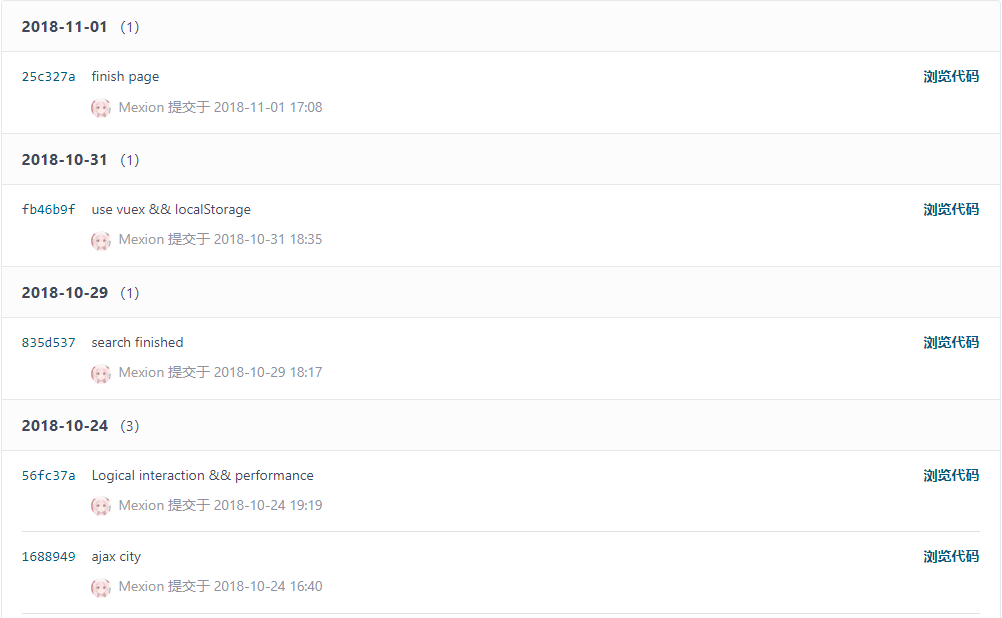 2018-11-01 (1)
25c327a finish page 浏览代码
Mexion 提交于 2018-11-01 17:08
2018-10-31 (1)
fb46b9f use vuex && localStorage 浏览代码
Mexion 提交于 2018-10-31 18:35
2018-10-29 (1)
835d537 search finished 浏览代码
Mexion 提交于 2018-10-29 18:17
2018-10-24 (3)
56fc37a Logical interaction && performance 浏览代码
Mexion 提交于 2018-10-24 19:19
1688949 ajax city 浏览代码
Mexion 提交于 2018-10-24 16:40